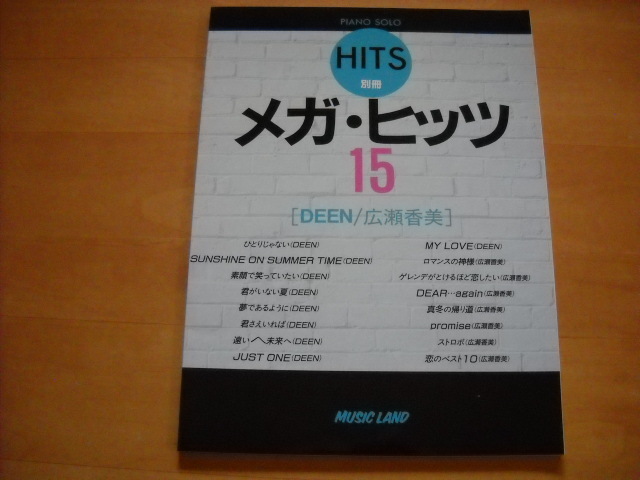 PIANO SOLO
HITS
別冊
メガ・ヒッツ
15
[DEEN/広瀬香美]
ひとりじゃない(DEEN)
SUNSHINE ON SUMMER TIME(DEEN)
素顔で笑っていたい(DEEN)
君がいない夏(DEEN)
夢であるように(DEEN)
君さえいれば(DEEN)
遠い遠い未来へ(DEEN)
JUST ONE(DEEN)
MY LOVE(DEEN)
ロマンスの神様(広瀬香美)
ゲレンデがとけるほど恋したい(広瀬香美)
DEAR…again(広瀬香美)
真冬の帰り道(広瀬香美)
promise(広瀬香美)
ストロボ(広瀬香美)
恋のベスト10(広瀬香美)
MUSIC LAND